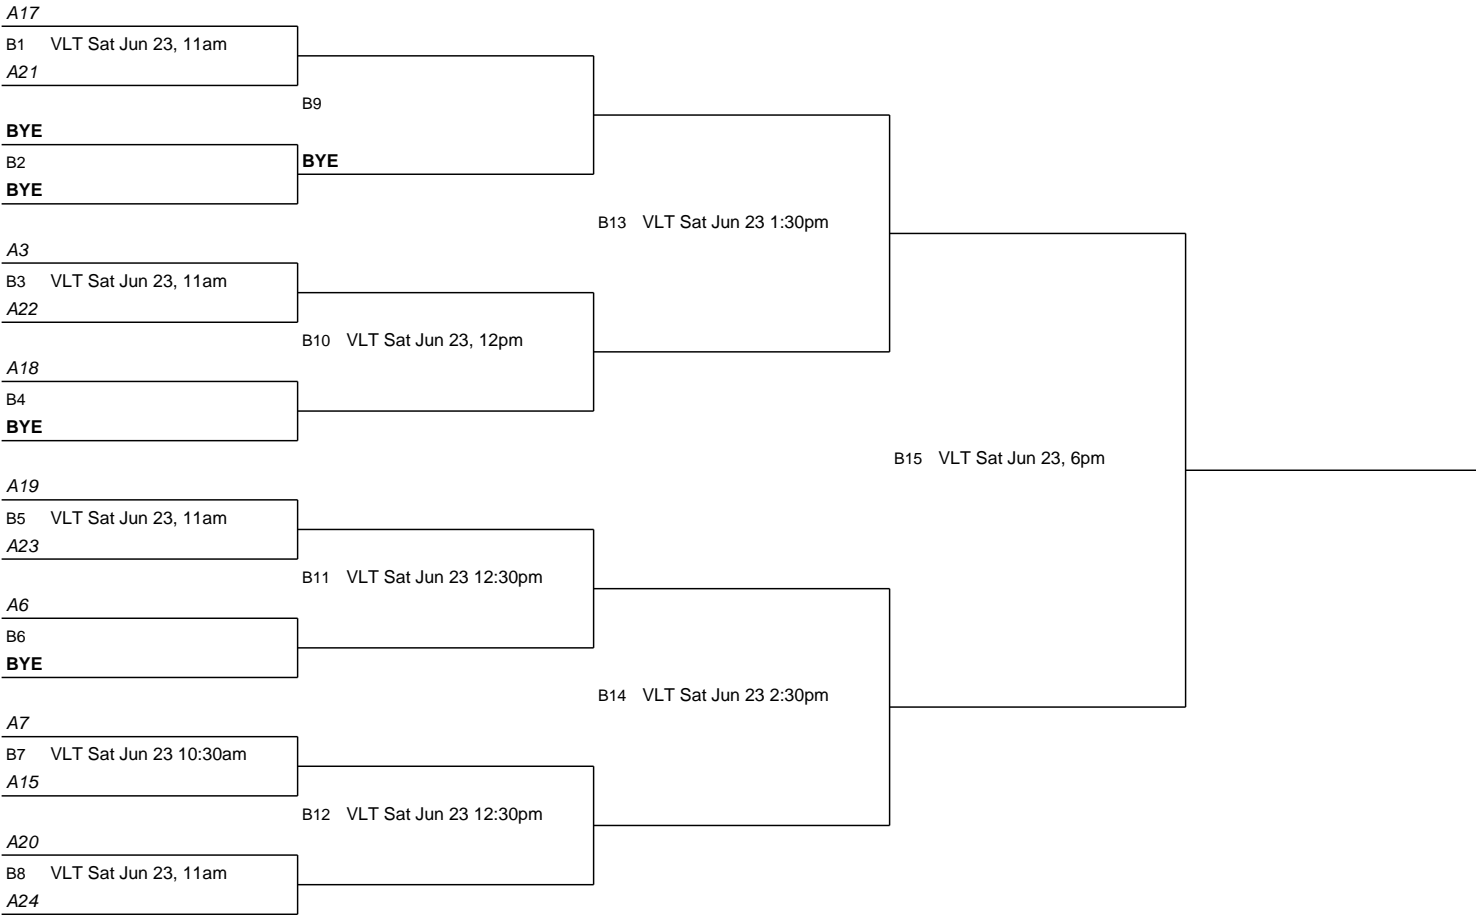 A17
B1 VLT Sat Jun 23, 11am
A21
B9
BYE
B2
BYE
BYE
B13 VLT Sat Jun 23 1:30pm
A3
B3 VLT Sat Jun 23, 11am
A22
B10 VLT Sat Jun 23, 12pm
A18
B4
BYE
B15 VLT Sat Jun 23, 6pm
A19
B5 VLT Sat Jun 23, 11am
A23
B11 VLT Sat Jun 23 12:30pm
A6
B6
BYE
B14 VLT Sat Jun 23 2:30pm
A7
B7 VLT Sat Jun 23 10:30am
A15
B12 VLT Sat Jun 23 12:30pm
A20
B8 VLT Sat Jun 23, 11am
A24